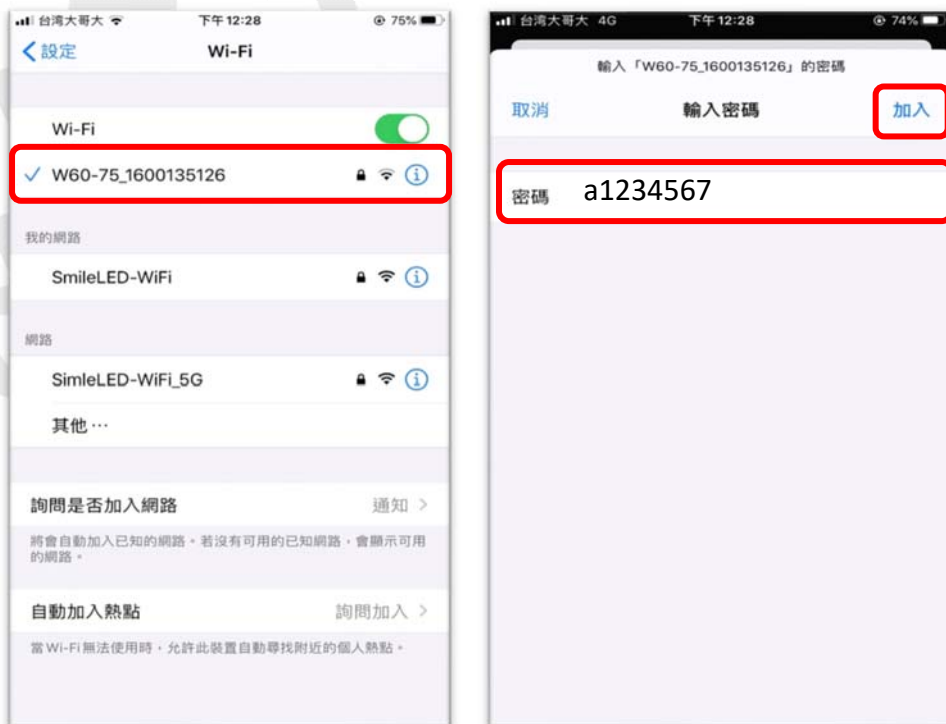 台湾大哥大
下午12:28
75%
設定
Wi-Fi
Wi-Fi
W60-75_1600135126
我的網路
SmileLED-WiFi
網路
SimleLED-WiFi_5G
其他…
詢問是否加入網路
通知
將會自動加入已知的網路。若沒有可用的已知網路，會顯示可用
的網路。
自動加入熱點
詢問加入
當Wi-Fi無法使用時，允許此裝置自動尋找附近的個人熱點。
台湾大哥大 4G
下午12:28
74%
輸入「W60-75_1600135126」的密碼
取消
輸入密碼
加入
密碼 a1234567